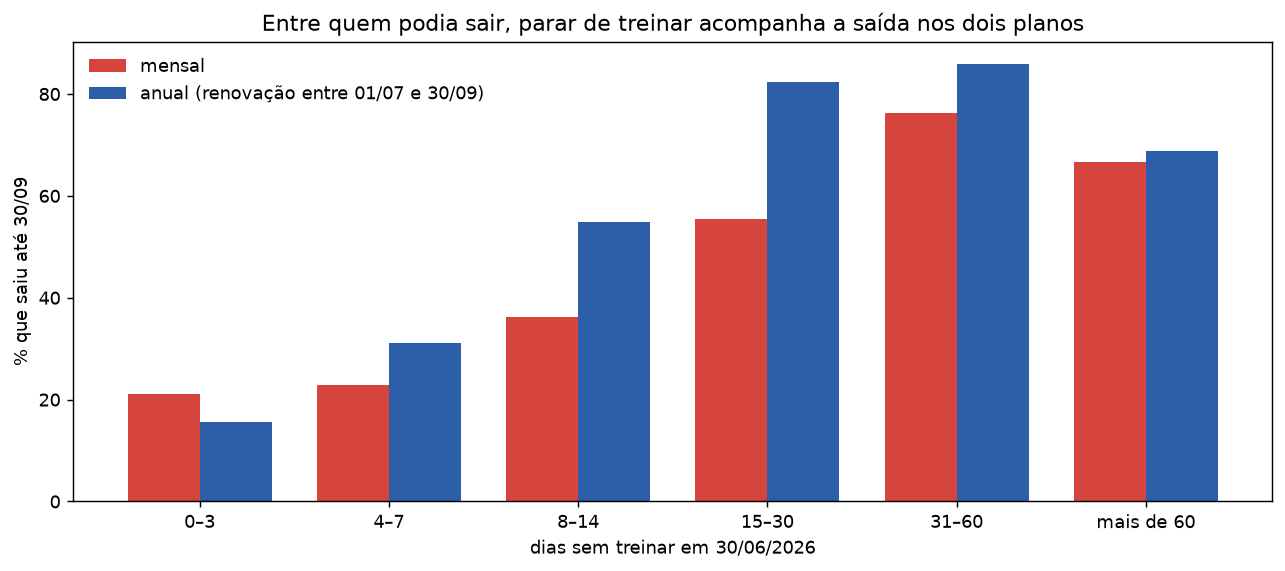 Entre quem podia sair, parar de treinar acompanha a saída nos dois planos
mensal
anual (renovação entre 01/07 e 30/09)
% que saiu até 30/09
80
60
40
20
0
0–3
4–7
8–14
15–30
31–60
mais de 60
dias sem treinar em 30/06/2026